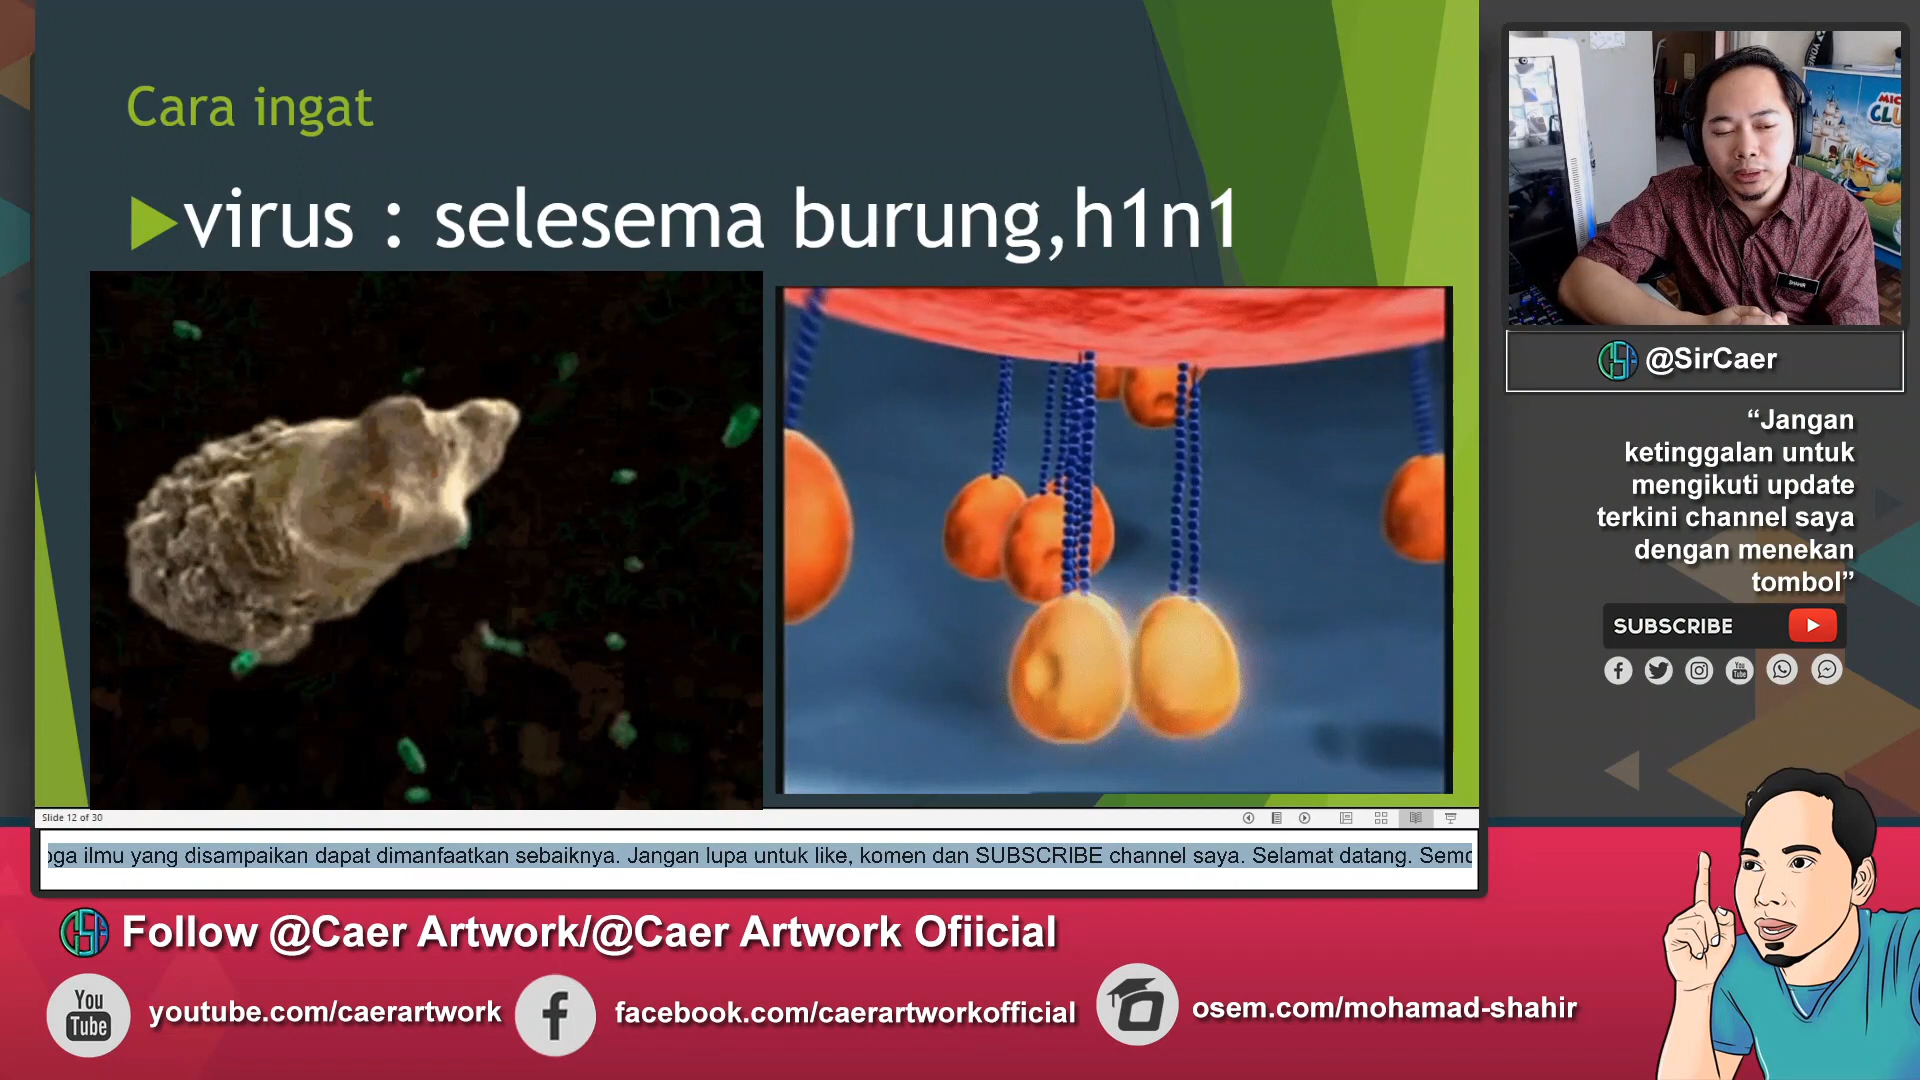 Cara ingat
virus : selesema burung,h1n1
Slide 12 of 30
oga ilmu yang disampaikan dapat dimanfaatkan sebaiknya. Jangan lupa untuk like, komen dan SUBSCRIBE channel saya. Selamat datang. Semo
@SirCaer
“Jangan
ketinggalan untuk
mengikuti update
terkini channel saya
dengan menekan
tombol”
SUBSCRIBE
Follow @Caer Artwork/@Caer Artwork Ofiicial
You
Tube
youtube.com/caerartwork
facebook.com/caerartworkofficial
osem.com/mohamad-shahir